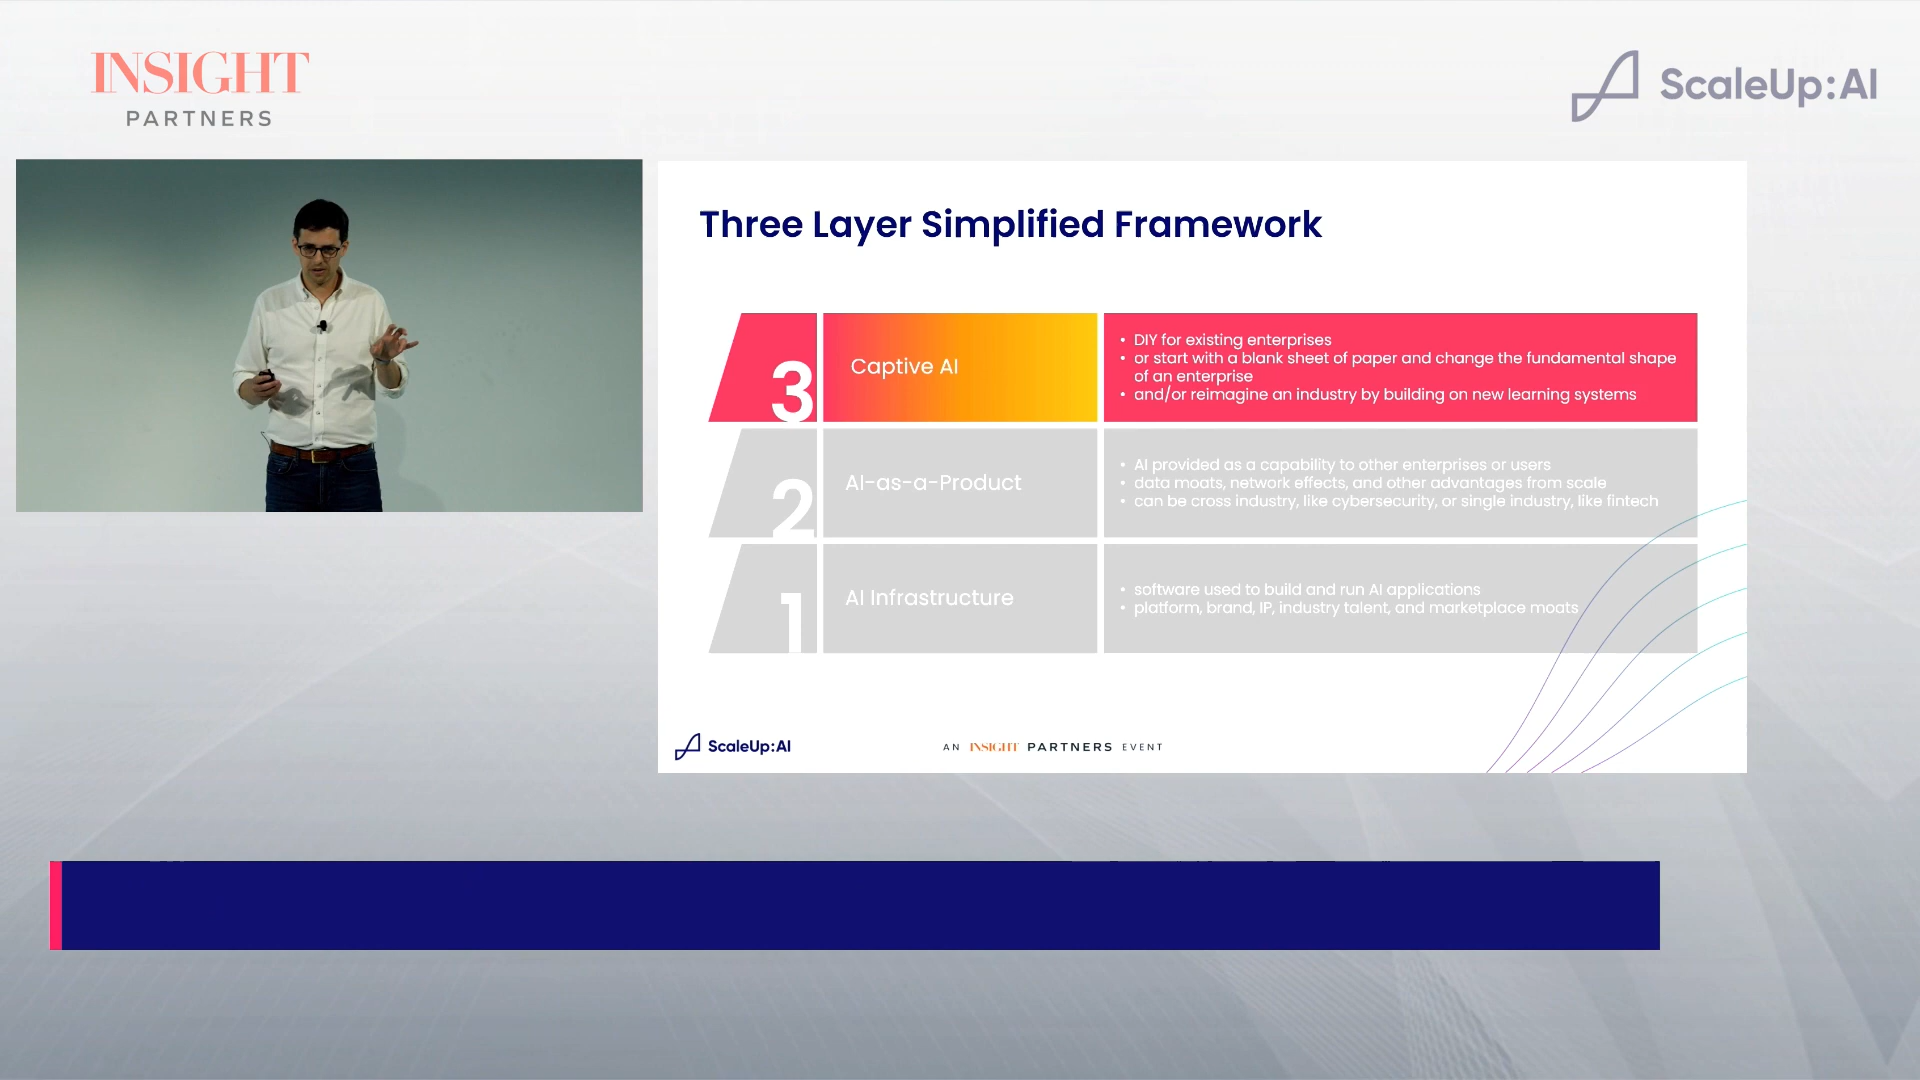 INSIGHT
PARTNERS
ScaleUp:AI
Three Layer Simplified Framework
3
Captive AI
• DIY for existing enterprises
• or start with a blank sheet of paper and change the fundamental shape
of an enterprise
• and/or reimagine an industry by building on new learning systems
2
AI-as-a-Product
• AI provided as a capability to other enterprises or users
• data moats, network effects, and other advantages from scale
• can be cross industry, like cybersecurity, or single industry, like fintech
1
AI Infrastructure
• software used to build and run AI applications
• platform, brand, IP, industry talent, and marketplace moats
ScaleUp:AI
AN INSIGHT PARTNERS EVENT